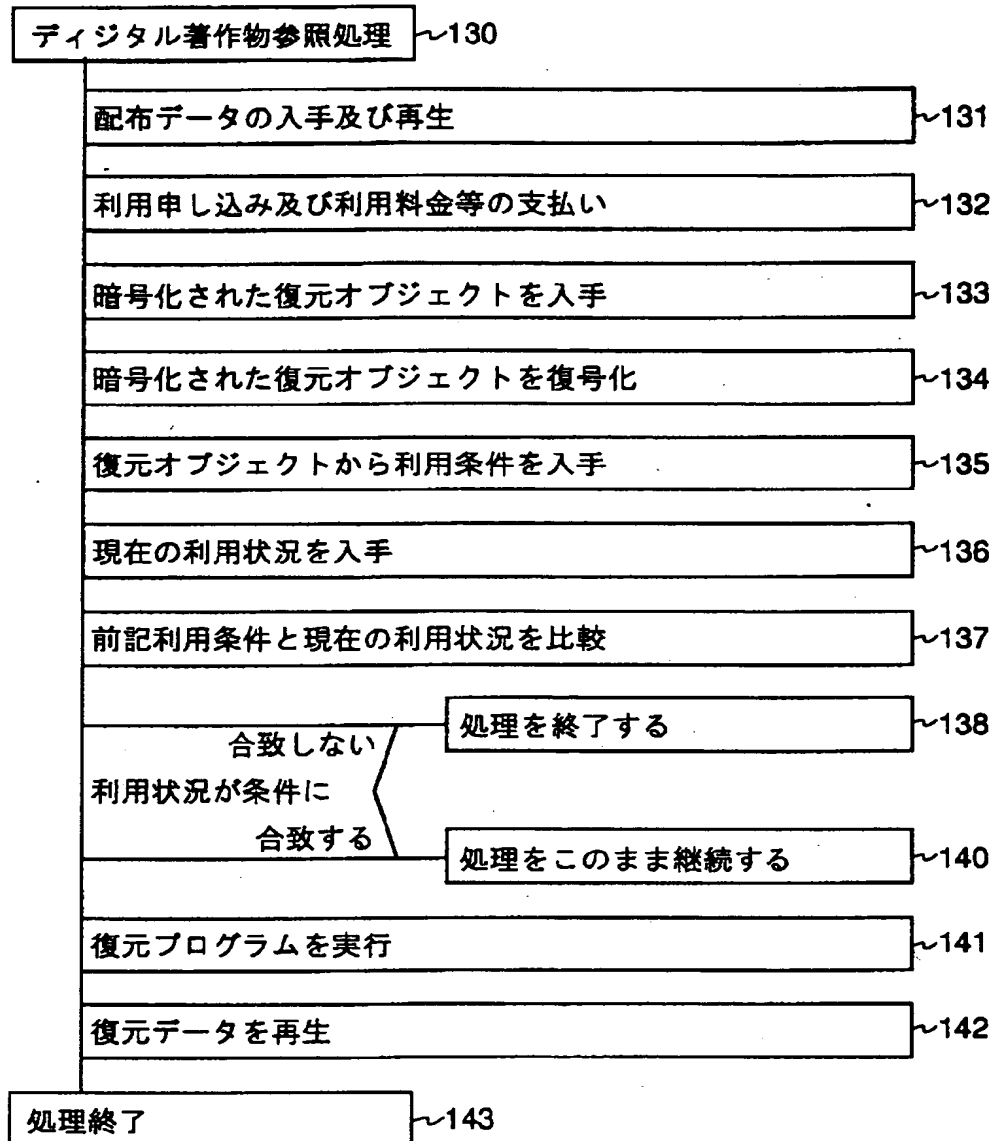 ディジタル著作物参照処理 ~130
配布データの入手及び再生 ~131
利用申し込み及び利用料金等の支払い ~132
暗号化された復元オブジェクトを入手 ~133
暗号化された復元オブジェクトを復号化 ~134
復元オブジェクトから利用条件を入手 ~135
現在の利用状況を入手 ~136
前記利用条件と現在の利用状況を比較 ~137
処理を終了する ~138
合致しない
利用状況が条件に
合致する
処理をこのまま継続する ~140
復元プログラムを実行 ~141
復元データを再生 ~142
処理終了 ~143